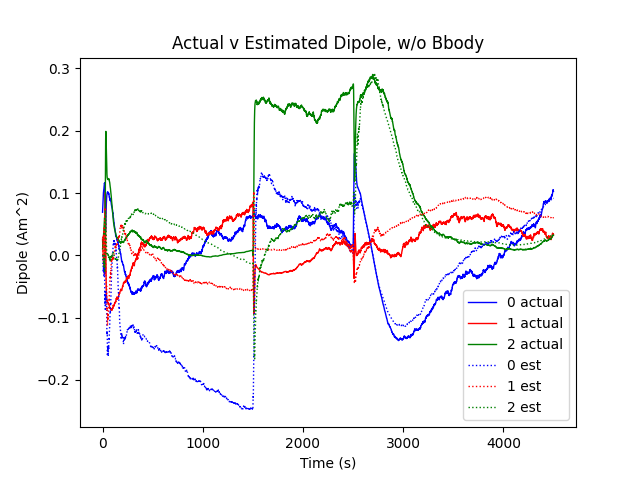 Actual v Estimated Dipole, w/o Bbody
Dipole (Am^2)
0.3
0.2
0.1
0.0
−0.1
−0.2
0 actual
1 actual
2 actual
0 est
1 est
2 est
0 1000 2000 3000 4000
Time (s)